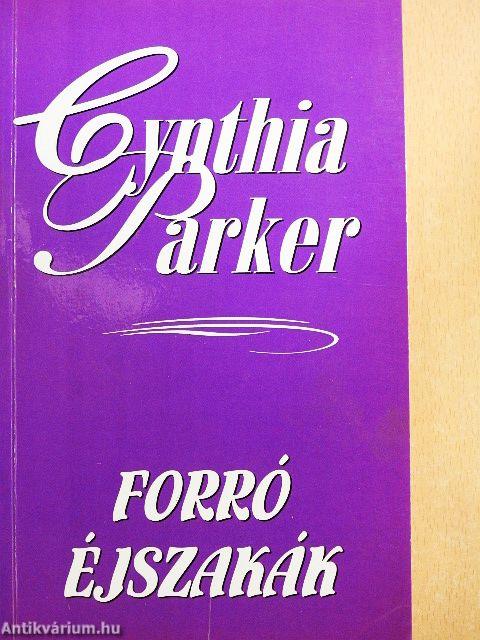 Cynthia
Parker
FORRÓ
ÉJSZAKÁK
Antikvárium.hu